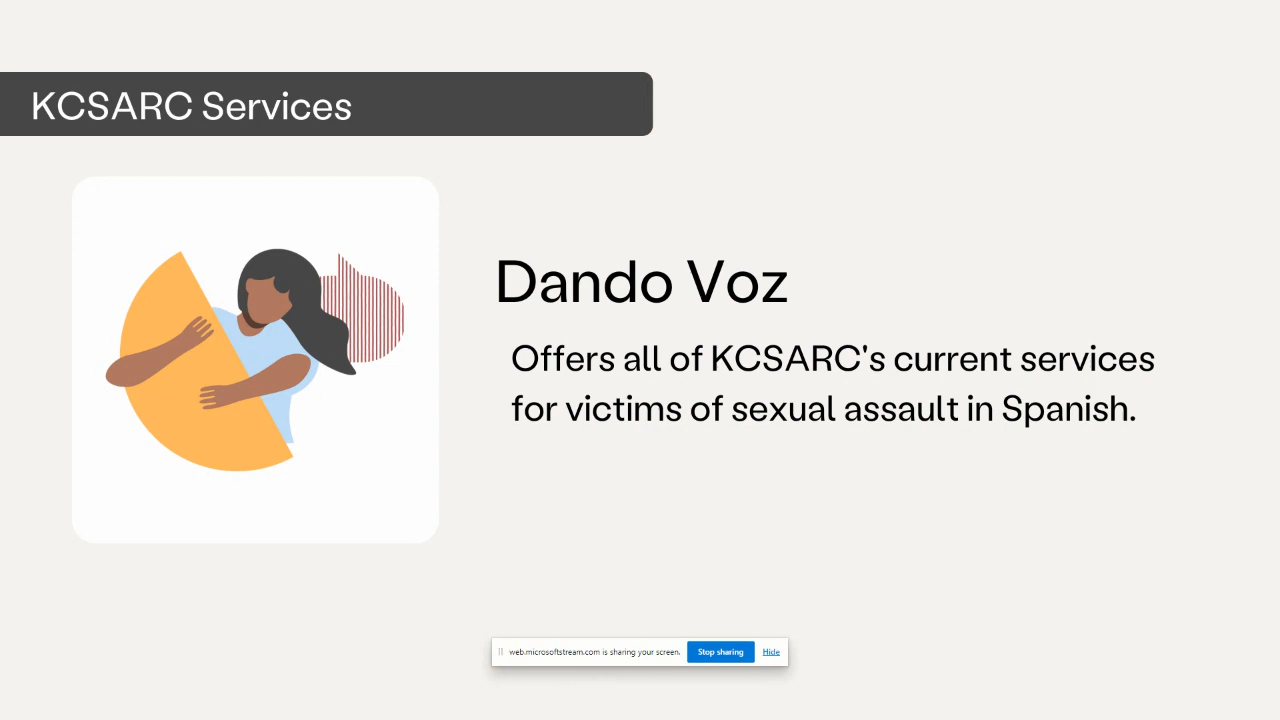 KCSARC Services
Dando Voz
Offers all of KCSARC's current services
for victims of sexual assault in Spanish.
web.microsoftstream.com is sharing your screen. Stop sharing Hide